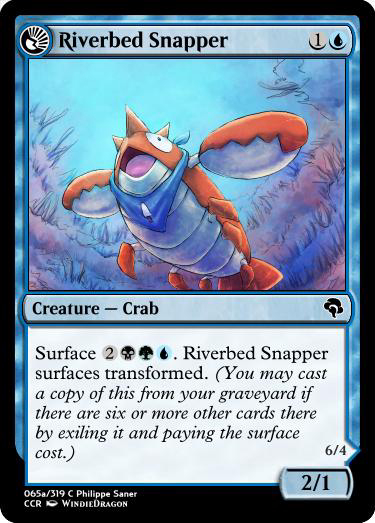 Riverbed Snapper 1
Creature — Crab
Surface 2. Riverbed Snapper
surfaces transformed. (You may cast
a copy of this from your graveyard if
there are six or more other cards there
by exiling it and paying the surface
cost.)
6/4
2/1
065a/319 C Philippe Saner
CCR WindieDragon